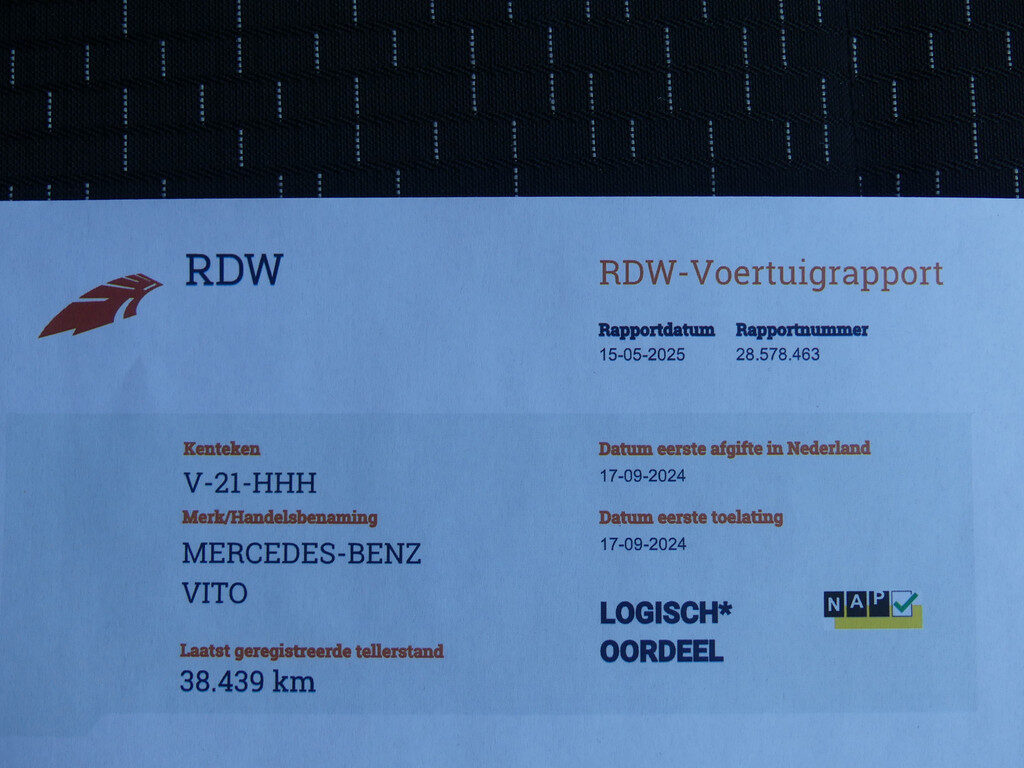 RDW
RDW-Voertuigrapport
Rapportdatum Rapportnummer
15-05-2025 28.578.463
Kenteken
V-21-HHH
Merk/Handelsbenaming
MERCEDES-BENZ
VITO
Laatst geregistreerde tellerstand
38.439 km
Datum eerste afgifte in Nederland
17-09-2024
Datum eerste toelating
17-09-2024
LOGISCH*
OORDEEL
NAP